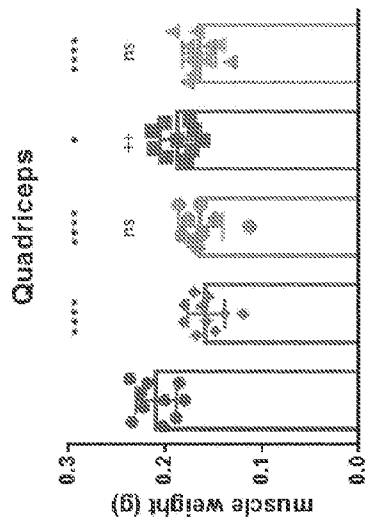 Quadriceps
**** **** * ****
ns ++ ns
muscle weight (g)
0.3
0.2
0.1
0.0